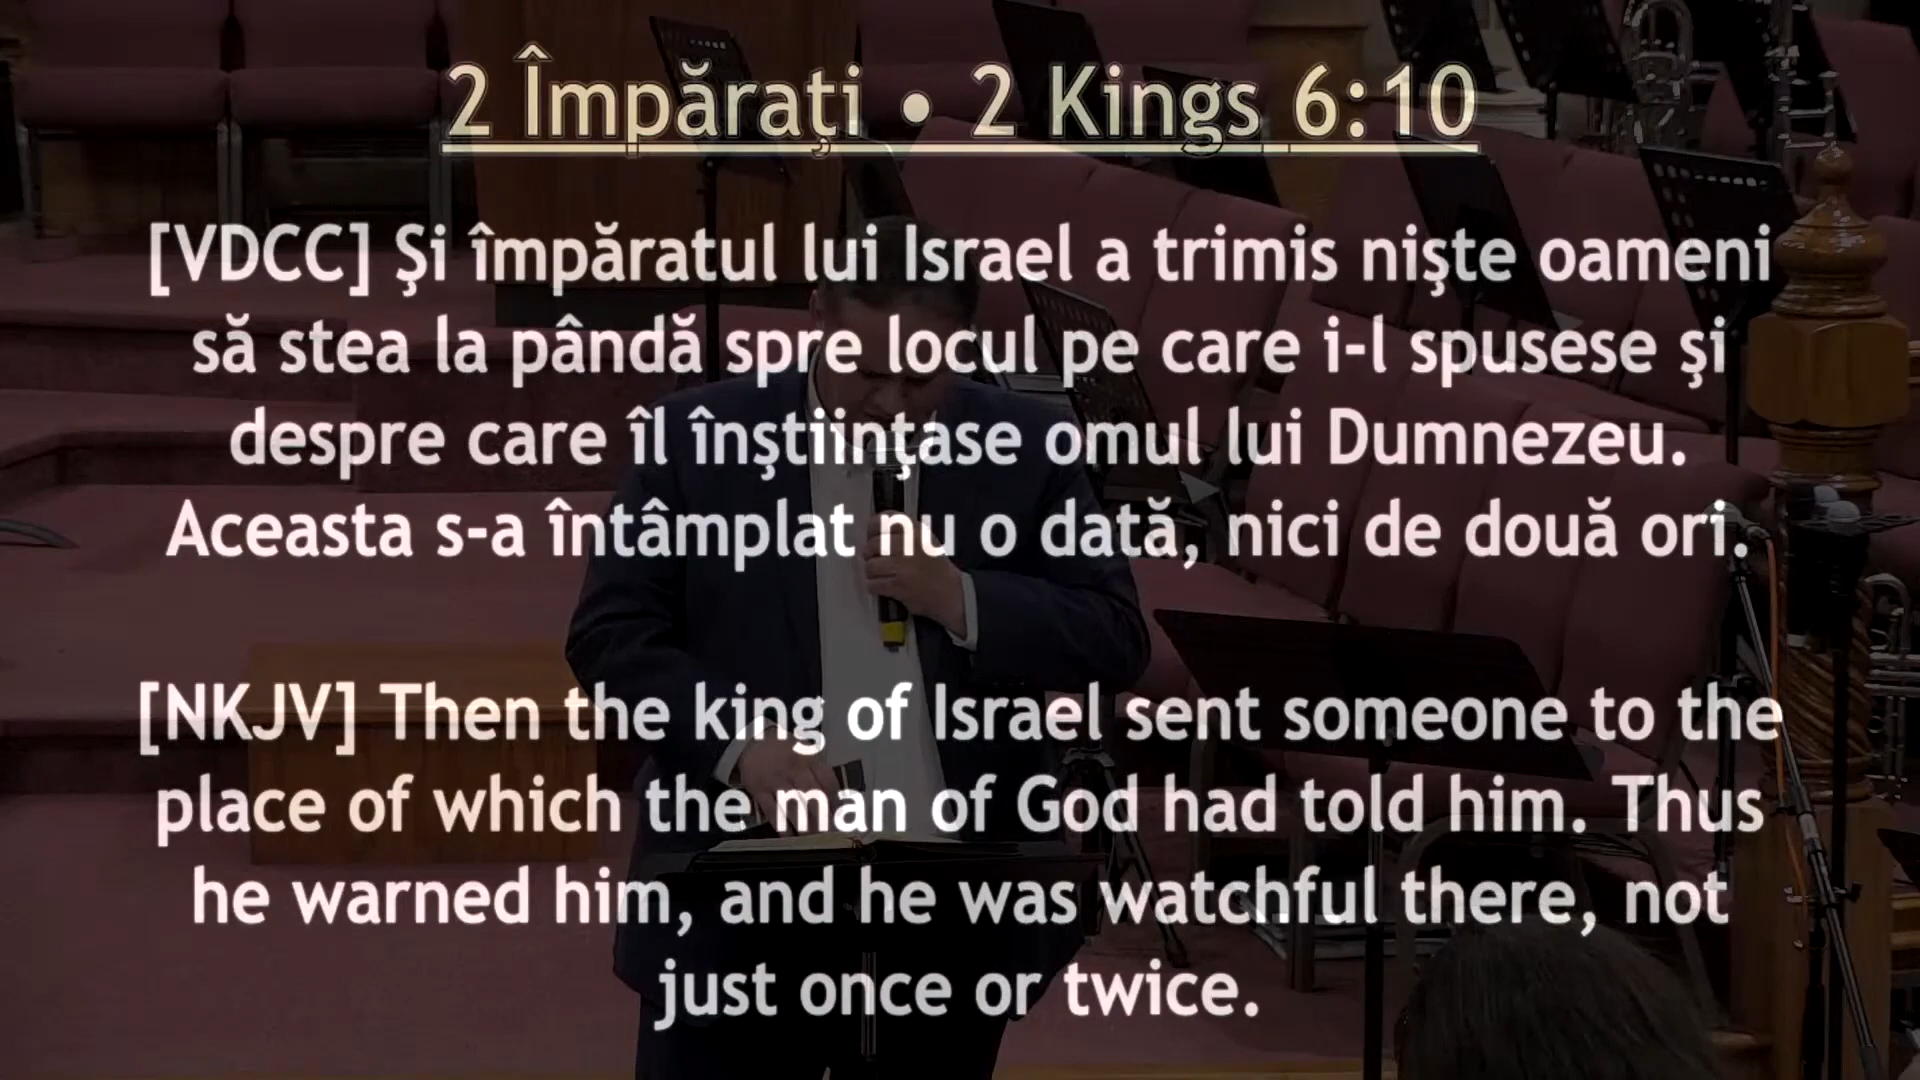 2 Împărați • 2 Kings 6:10
[VDCC] Şi împăratul lui Israel a trimis nişte oameni
să stea la pândă spre locul pe care i-l spusese şi
despre care îl înştiinţase omul lui Dumnezeu.
Aceasta s-a întâmplat nu o dată, nici de două ori.
[NKJV] Then the king of Israel sent someone to the
place of which the man of God had told him. Thus
he warned him, and he was watchful there, not
just once or twice.